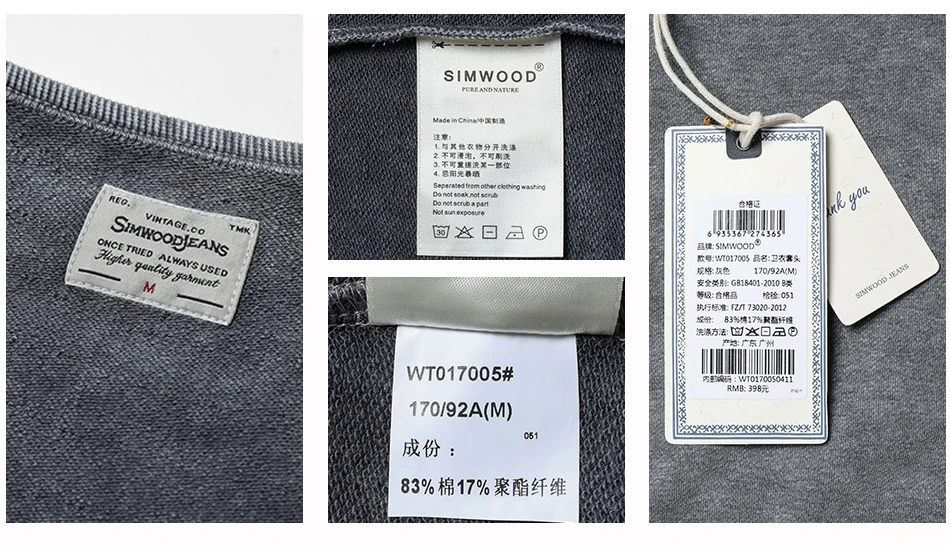 REG.
TMK
VINTAGE.CO
SIMWOODJEANS
ONCE TRIED ALWAYS USED
Higher quality garment
M
SIMWOOD®
PURE AND NATURE
Made in China/中国制造
注意:
1. 与其他衣物分开洗涤
2. 不可浸泡，不可刷洗
3. 不可重搓洗某一部位
4. 忌阳光暴晒
Separated from other clothing washing
Do not soak,not scrub
Do not scrub a part
Not sun exposure
30
P
WT017005#
170/92A(M)
051
成份：
83%棉17%聚酯纤维
合格证
6 935367 274365
品牌: SIMWOOD®
款号: WT017005 品名: 卫衣套头
规格: 灰色 170/92A(M)
安全类别: GB18401-2010 B类
等级: 合格品 检验: 051
执行标准: FZ/T 73020-2012
成份: 83%棉17%聚酯纤维
洗涤方法: 30 P
产地: 广东 广州
内部编码: WT0170050411
RMB: 398元
you
SIMWOOD JEANS